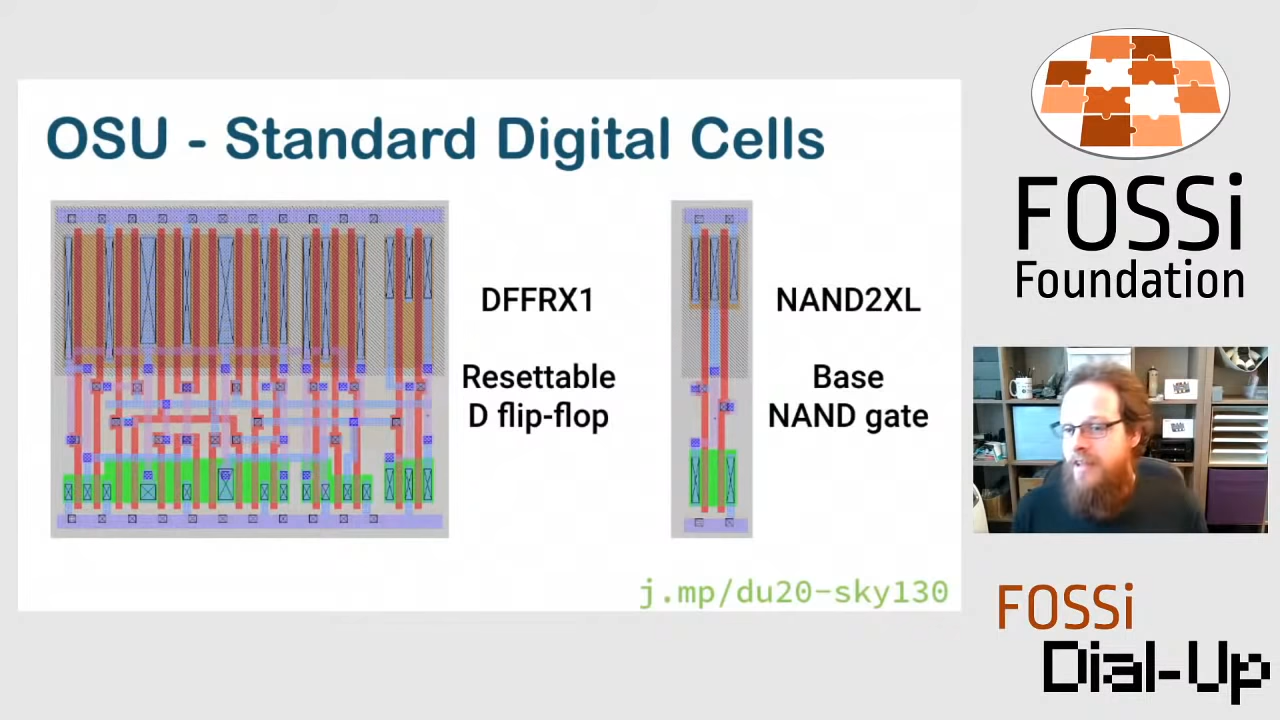 OSU - Standard Digital Cells
DFFRX1
Resettable
D flip-flop
NAND2XL
Base
NAND gate
j.mp/du20-sky130
FOSSi
Foundation
FOSSi
Dial-Up